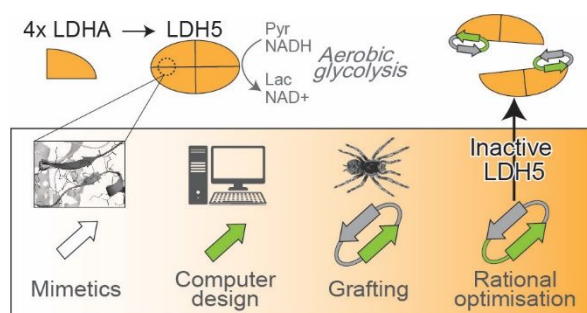 4x LDHA
LDH5
Pyr
NADH
Lac
NAD+
Aerobic
glycolysis
Inactive
LDH5
Mimetics
Computer
design
Grafting
Rational
optimisation